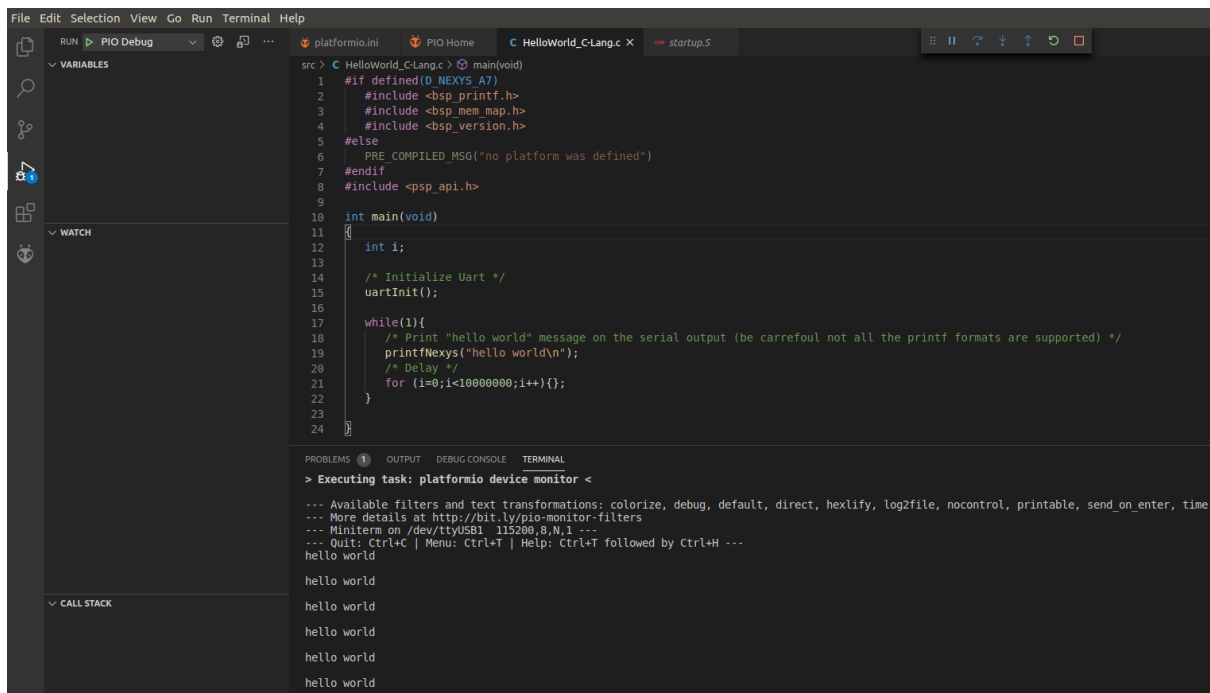 File Edit Selection View Go Run Terminal Help
RUN PIO Debug
VARIABLES
WATCH
CALL STACK
1
platformio.ini PIO Home C HelloWorld_C-Lang.c startup.S
src > C HelloWorld_C-Lang.c > main(void)
1 #if defined(D_NEXYS_A7)
2 #include <bsp_printf.h>
3 #include <bsp_mem_map.h>
4 #include <bsp_version.h>
5 #else
6 PRE_COMPILED_MSG("no platform was defined")
7 #endif
8 #include <psp_api.h>
9
10 int main(void)
11 {
12 int i;
13
14 /* Initialize Uart */
15 uartInit();
16
17 while(1){
18 /* Print "hello world" message on the serial output (be carrefoul not all the printf formats are supported) */
19 printfNexys("hello world\n");
20 /* Delay */
21 for (i=0;i<10000000;i++){};
22 }
23
24 }
PROBLEMS 1 OUTPUT DEBUG CONSOLE TERMINAL
> Executing task: platformio device monitor <
--- Available filters and text transformations: colorize, debug, default, direct, hexlify, log2file, nocontrol, printable, send_on_enter, time
--- More details at http://bit.ly/pio-monitor-filters
--- Miniterm on /dev/ttyUSB1 115200,8,N,1 ---
--- Quit: Ctrl+C | Menu: Ctrl+T | Help: Ctrl+T followed by Ctrl+H ---
hello world
hello world
hello world
hello world
hello world
hello world